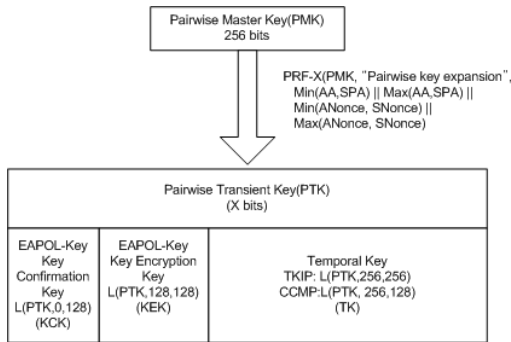 Pairwise Master Key(PMK)
256 bits
PRF-X(PMK, "Pairwise key expansion",
Min(AA,SPA) || Max(AA,SPA) ||
Min(ANonce, SNonce) ||
Max(ANonce, SNonce)
Pairwise Transient Key(PTK)
(X bits)
EAPOL-Key
Key
Confirmation
Key
L(PTK,0,128)
(KCK)
EAPOL-Key
Key Encryption
Key
L(PTK,128,128)
(KEK)
Temporal Key
TKIP: L(PTK,256,256)
CCMP:L(PTK, 256,128)
(TK)